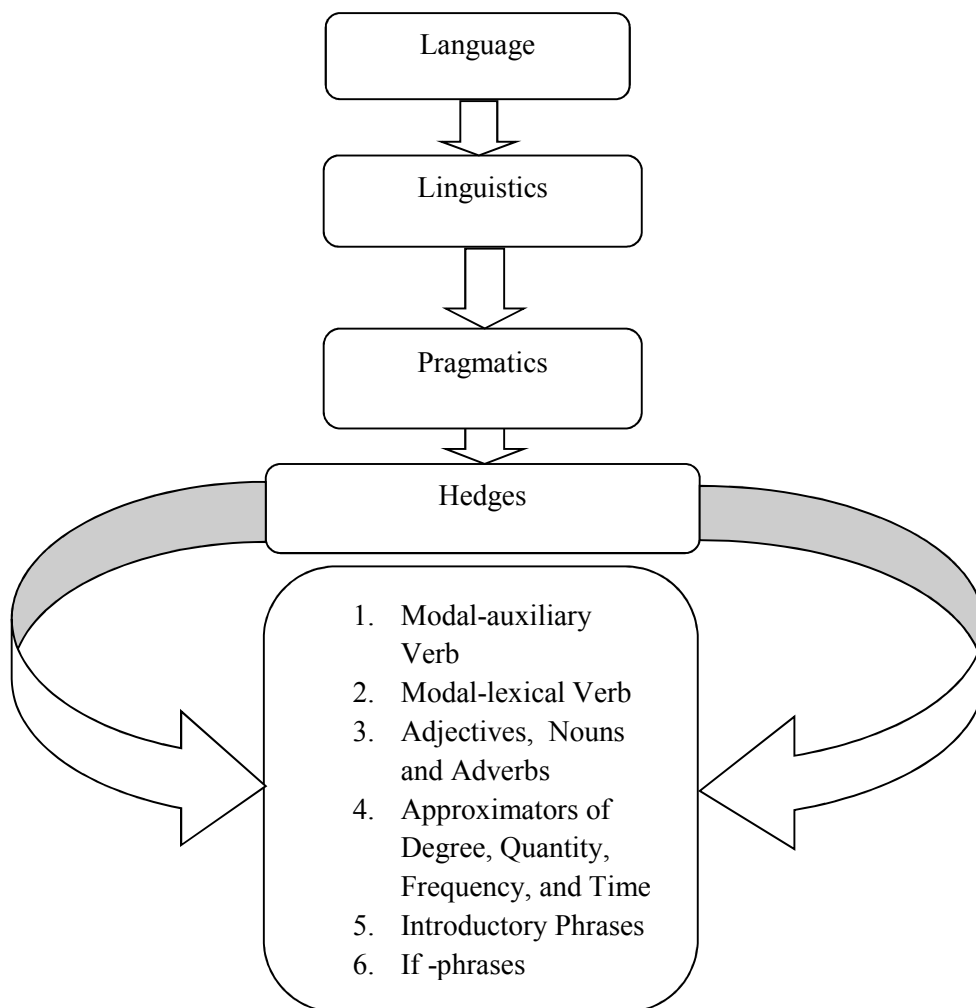 Language
Linguistics
Pragmatics
Hedges
1. Modal-auxiliary
Verb
2. Modal-lexical Verb
3. Adjectives, Nouns
and Adverbs
4. Approximators of
Degree, Quantity,
Frequency, and Time
5. Introductory Phrases
6. If -phrases